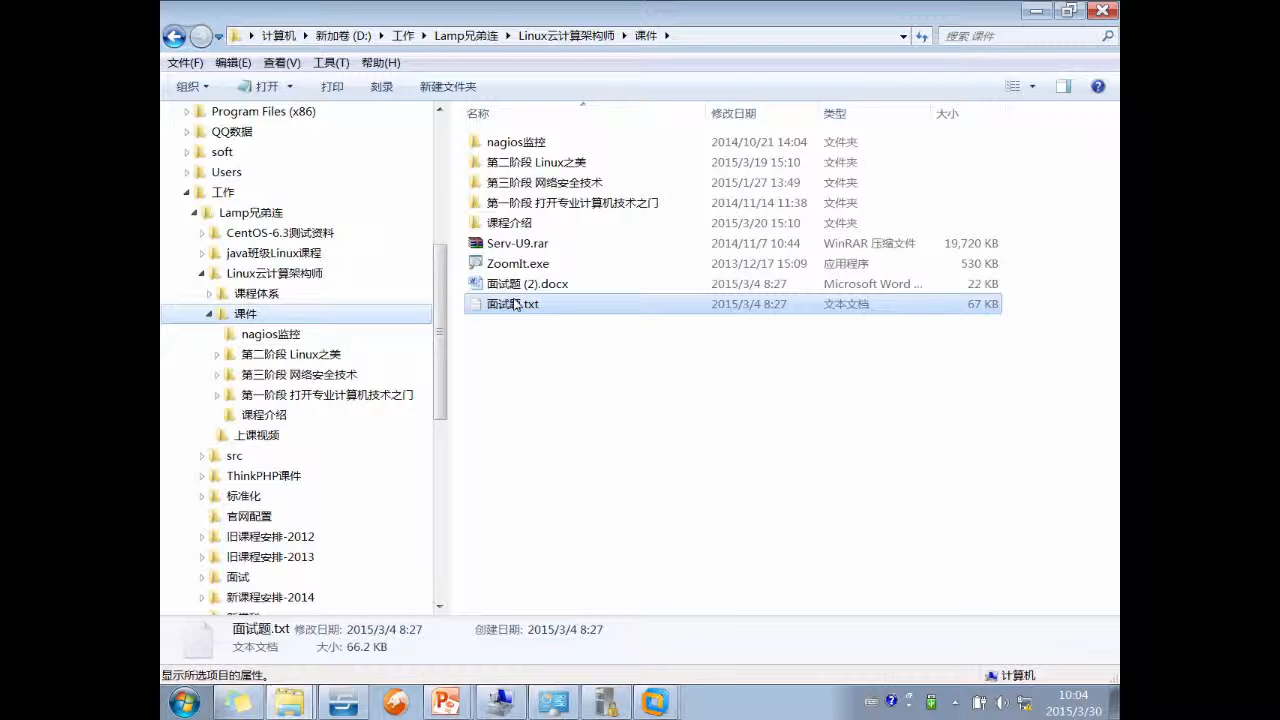 计算机 新加卷 (D:) 工作 Lamp兄弟连 Linux云计算架构师 课件 搜索 课件
文件(F) 编辑(E) 查看(V) 工具(T) 帮助(H)
组织 打开 打印 刻录 新建文件夹
Program Files (x86)
QQ数据
soft
Users
工作
Lamp兄弟连
CentOS-6.3测试资料
java班级Linux课程
Linux云计算架构师
课程体系
课件
nagios监控
第二阶段 Linux之美
第三阶段 网络安全技术
第一阶段 打开专业计算机技术之门
课程介绍
上课视频
src
ThinkPHP课件
标准化
官网配置
旧课程安排-2012
旧课程安排-2013
面试
新课程安排-2014
名称 修改日期 类型 大小
nagios监控 2014/10/21 14:04 文件夹
第二阶段 Linux之美 2015/3/19 15:10 文件夹
第三阶段 网络安全技术 2015/1/27 13:49 文件夹
第一阶段 打开专业计算机技术之门 2014/11/14 11:38 文件夹
课程介绍 2015/3/20 15:10 文件夹
Serv-U9.rar 2014/11/7 10:44 WinRAR 压缩文件 19,720 KB
ZoomIt.exe 2013/12/17 15:09 应用程序 530 KB
面试题 (2).docx 2015/3/4 8:27 Microsoft Word ... 22 KB
面试题.txt 2015/3/4 8:27 文本文档 67 KB
面试题.txt 修改日期: 2015/3/4 8:27 创建日期: 2015/3/4 8:27
文本文档 大小: 66.2 KB
显示所选项目的属性。 计算机
10:04
2015/3/30